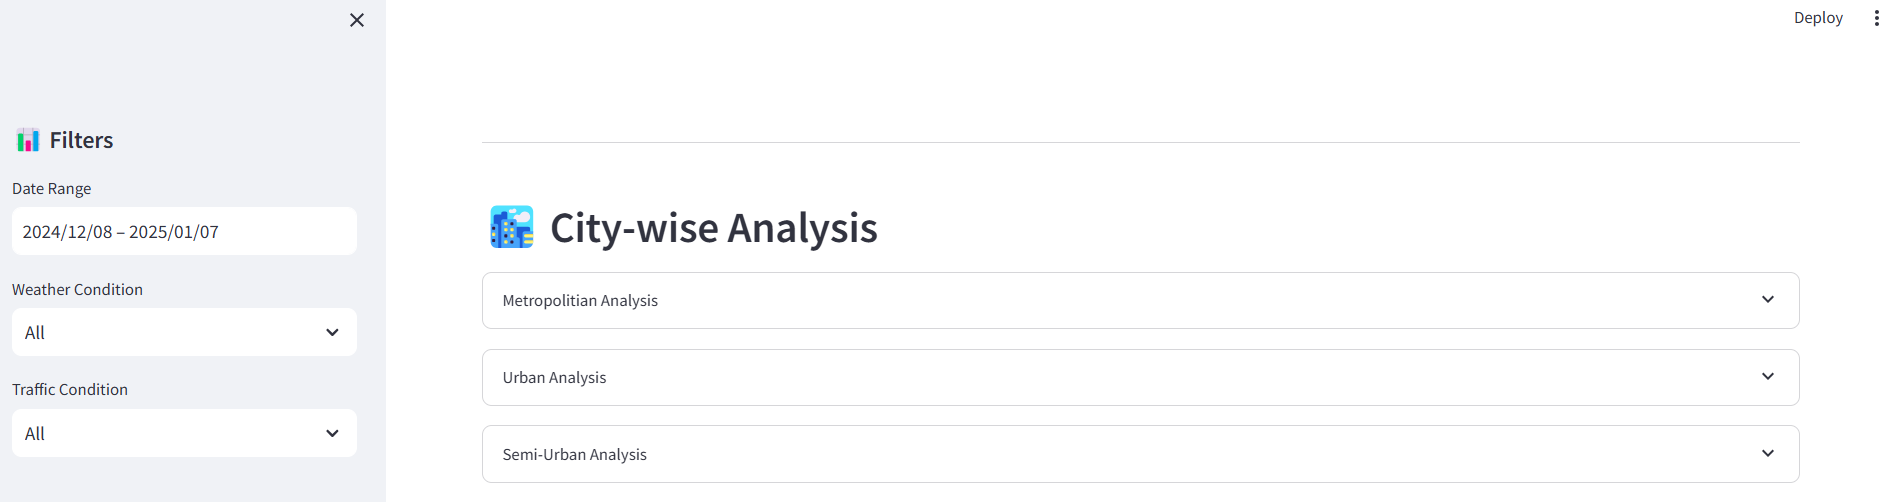 Deploy
Filters
Date Range
2024/12/08 – 2025/01/07
Weather Condition
All
Traffic Condition
All
City-wise Analysis
Metropolitian Analysis
Urban Analysis
Semi-Urban Analysis